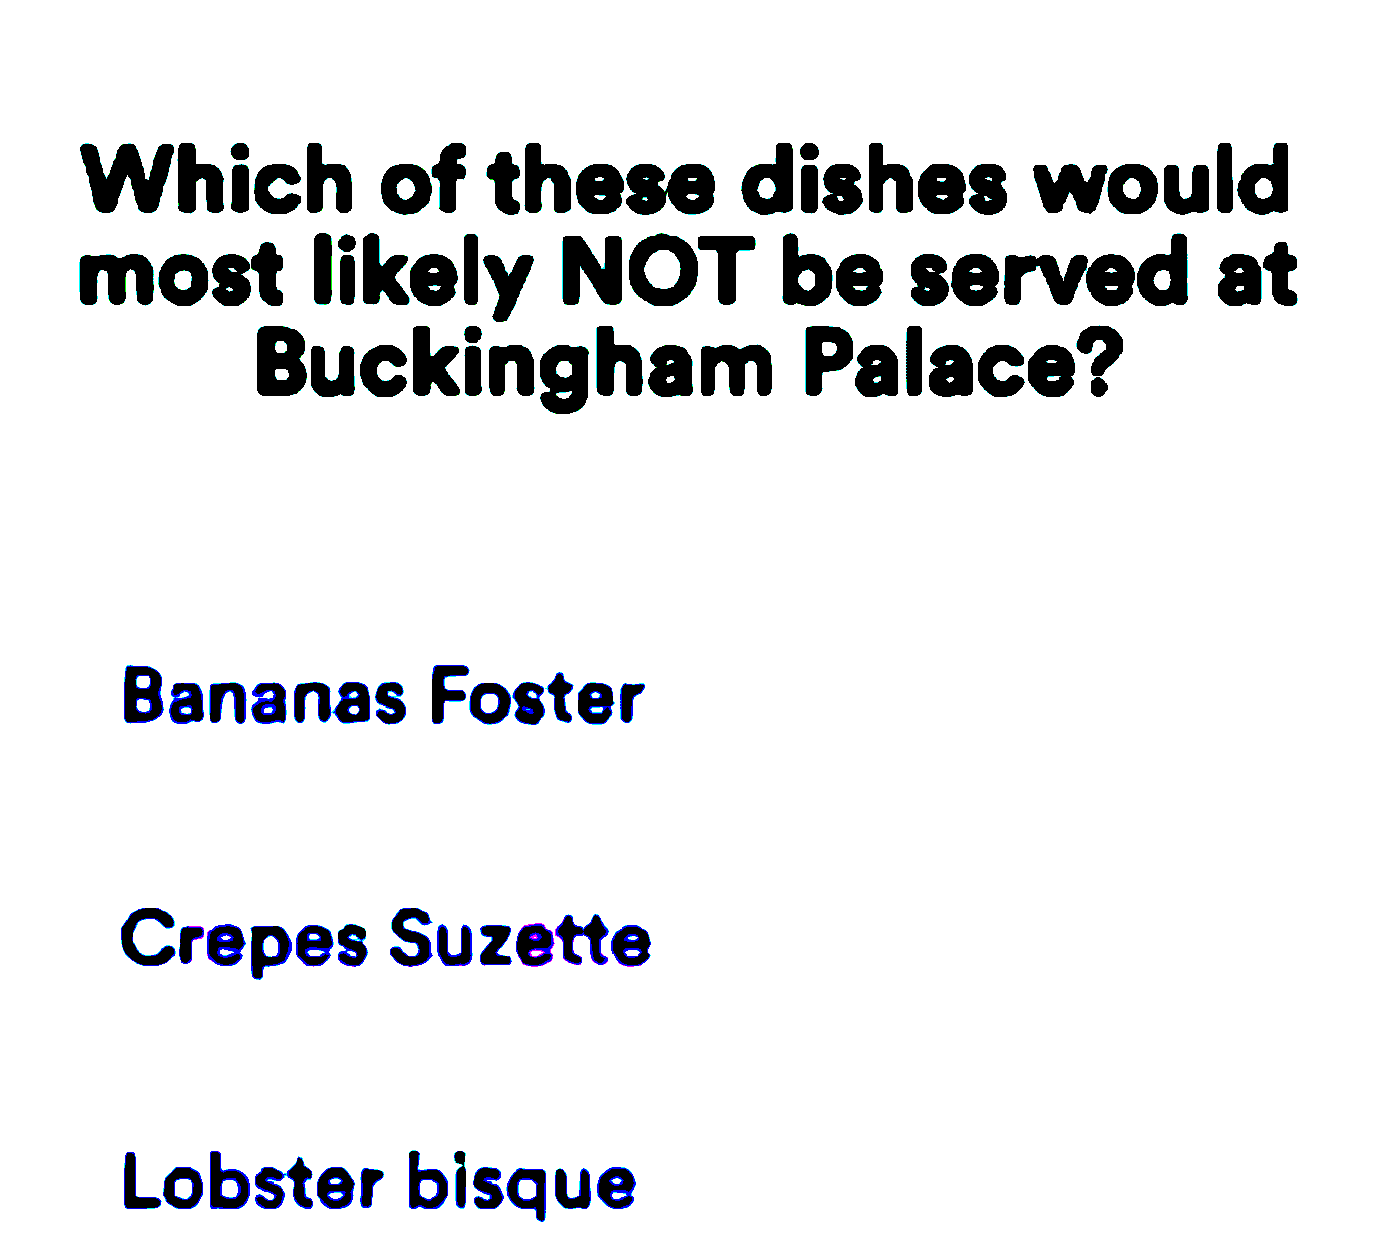 Which of these dishes would
most likely NOT be served at
Buckingham Palace?
Bananas Foster
Crepes Suzette
Lobster bisque